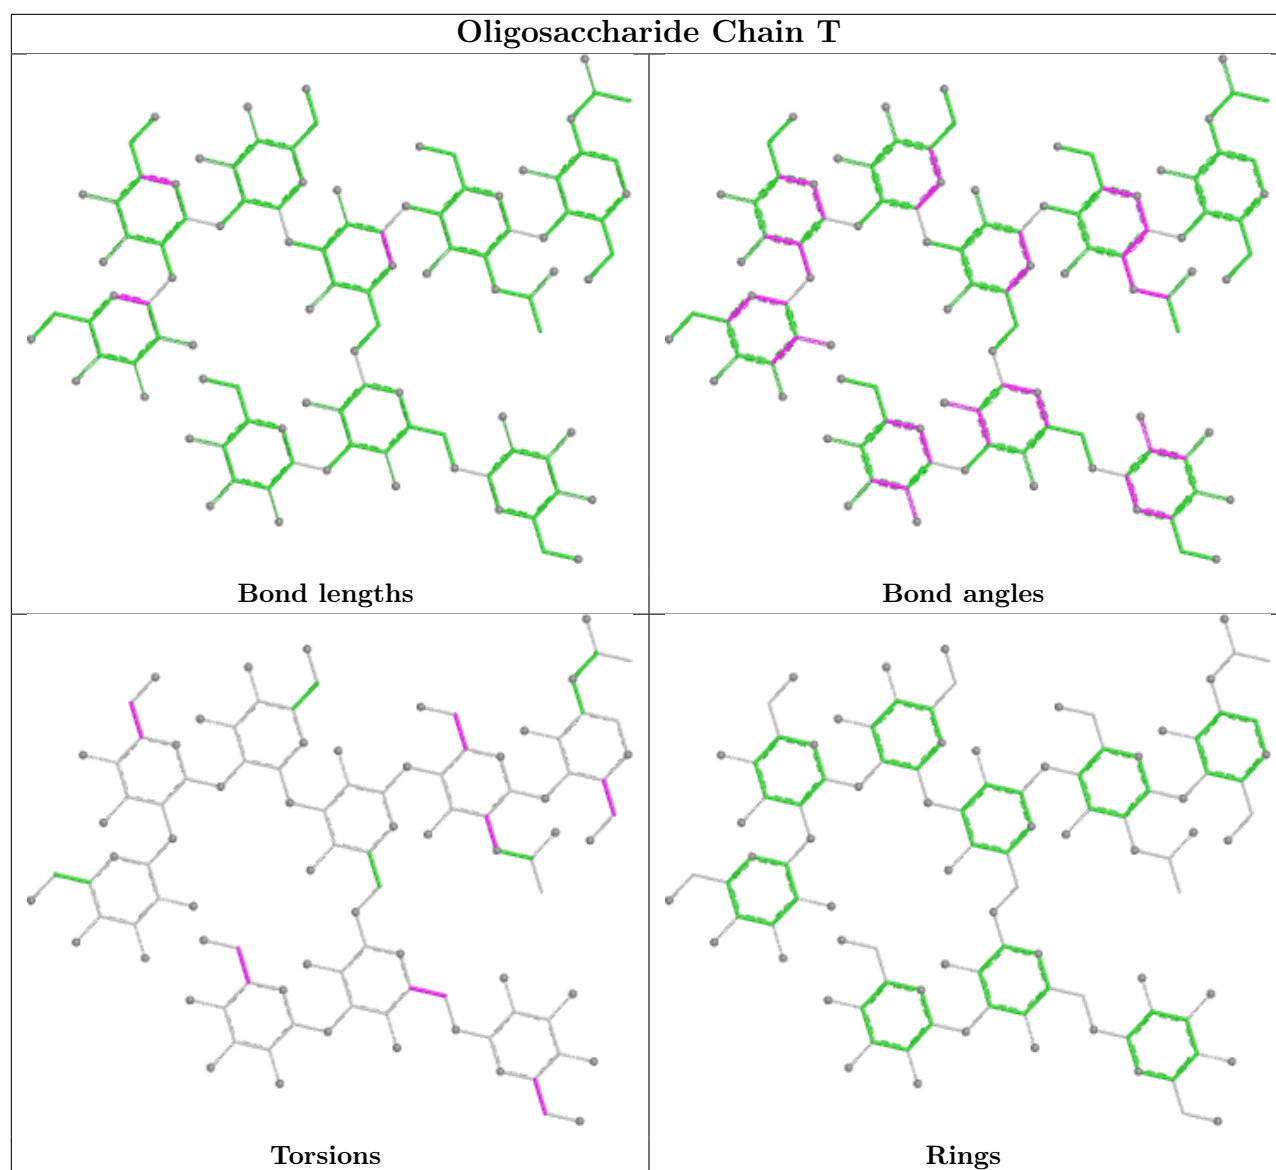 Oligosaccharide Chain T
Bond lengths
Bond angles
Torsions
Rings